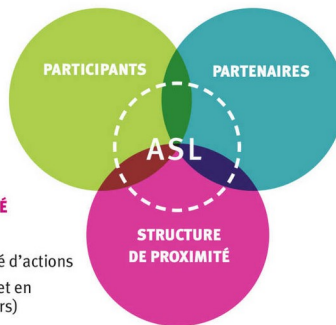 PARTICIPANTS
PARTENAIRES
ASL
É
STRUCTURE
DE PROXIMITÉ
é d'actions
et en
rs)